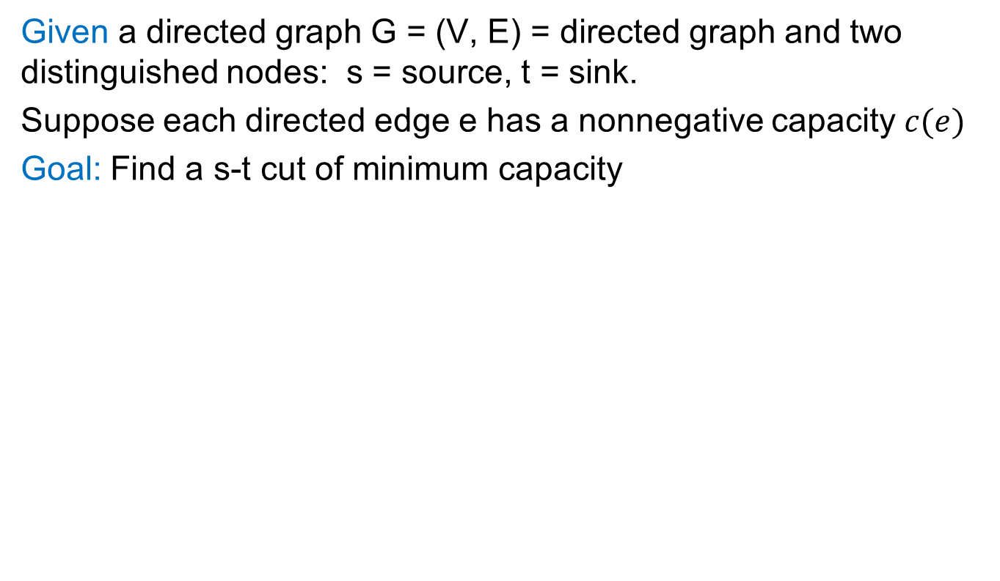 Given a directed graph G = (V, E) = directed graph and two
distinguished nodes:  s = source, t = sink.
Suppose each directed edge e has a nonnegative capacity c(e)
Goal: Find a s-t cut of minimum capacity